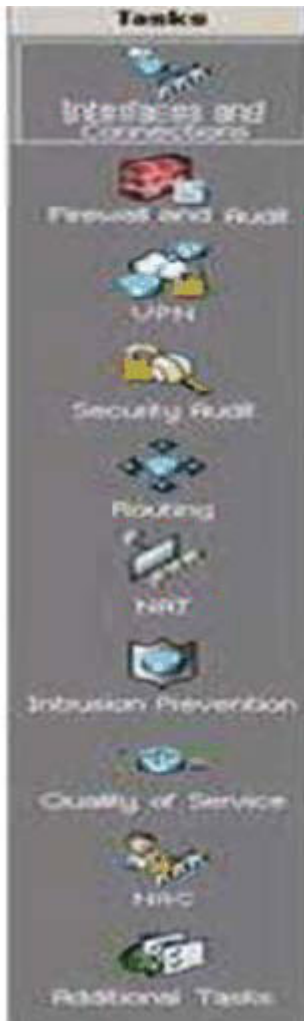 Tasks
Interfaces and
Connections
Firewall and Audit
VPN
Security Audit
Routing
NAT
Intrusion Prevention
Quality of Service
NAC
Additional Tasks